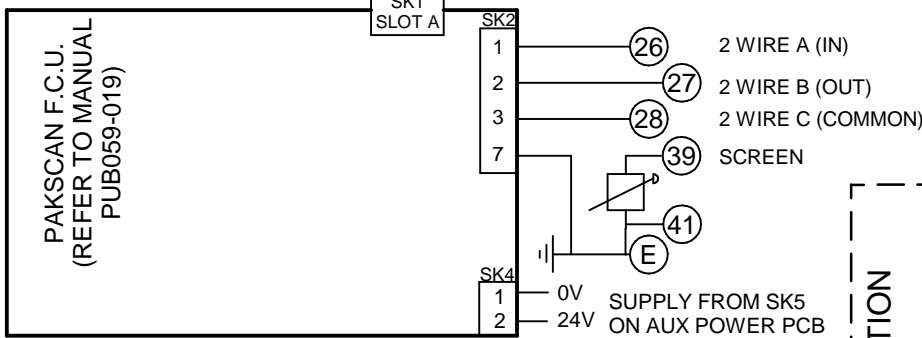 SK1
SLOT A
PAKSCAN F.C.U.
(REFER TO MANUAL
PUB059-019)
SK2
1
26
2 WIRE A (IN)
2
27
2 WIRE B (OUT)
3
28
2 WIRE C (COMMON)
7
39
SCREEN
41
E
SK4
1
0V
2
24V
SUPPLY FROM SK5
ON AUX POWER PCB